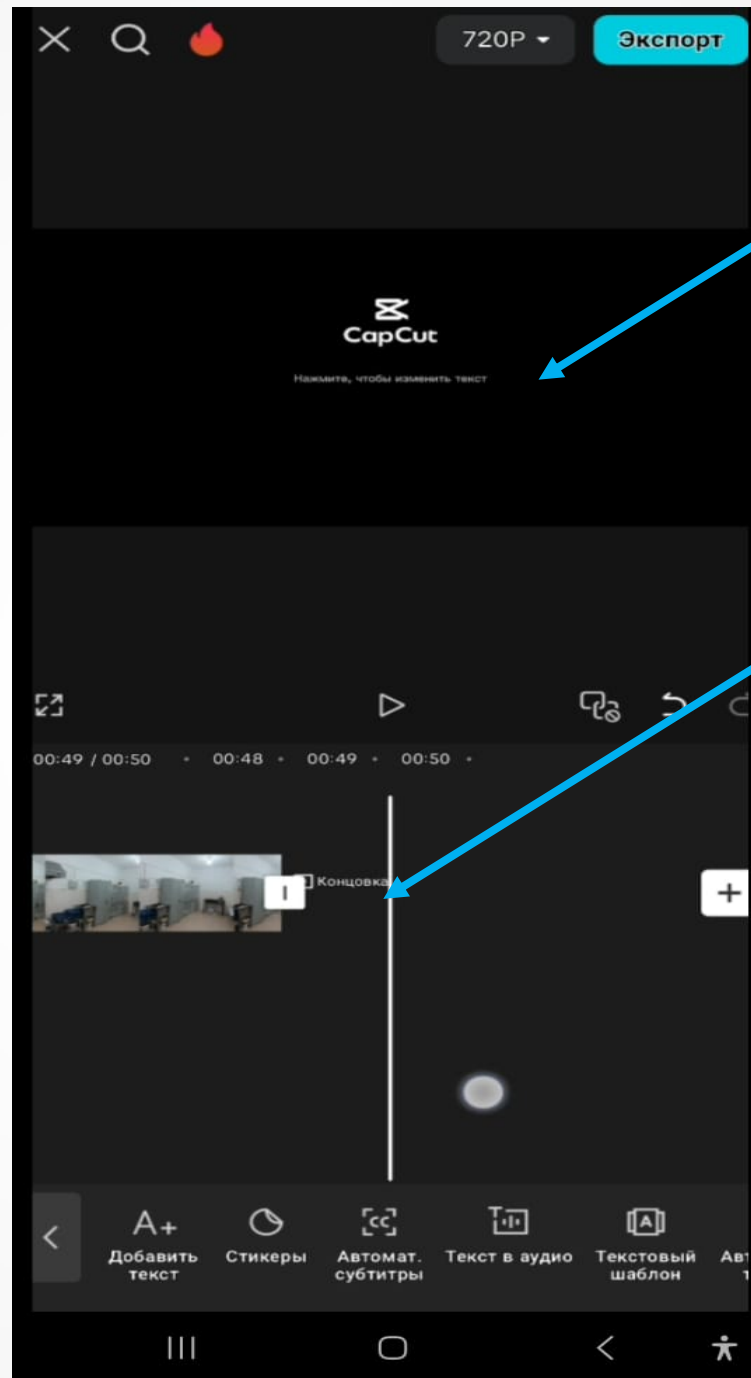 720P
Экспорт
CapCut
Нажмите, чтобы изменить текст
00:49 / 00:50
00:48
00:49
00:50
Концовка
A+
cc
T
A
Добавить
текст
Стикеры
Автомат.
субтитры
Текст в аудио
Текстовый
шаблон